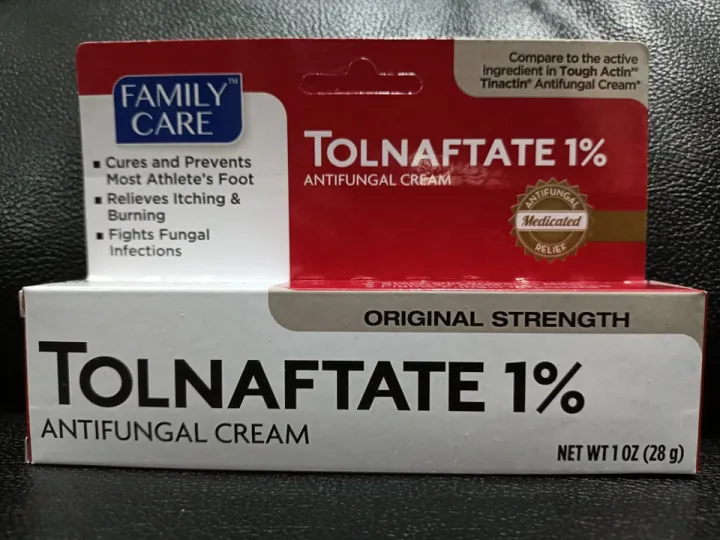 FAMILY
CARE™
■ Cures and Prevents
Most Athlete's Foot
■ Relieves Itching &
Burning
■ Fights Fungal
Infections
Compare to the active
ingredient in Tough Actin'®
Tinactin® Antifungal Cream*
TOLNAFTATE 1%
ANTIFUNGAL CREAM
ANTIFUNGAL
Medicated
RELIEF
ORIGINAL STRENGTH
TOLNAFTATE 1%
ANTIFUNGAL CREAM
NET WT 1 OZ (28 g)